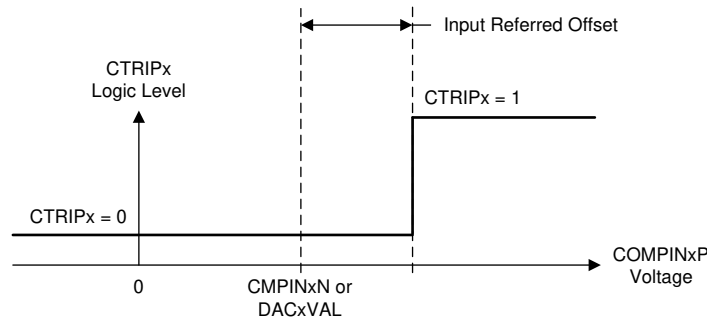 Input Referred Offset
CTRIPx
Logic Level
CTRIPx = 1
CTRIPx = 0
COMPINxP
Voltage
0
CMPINxN or
DACxVAL